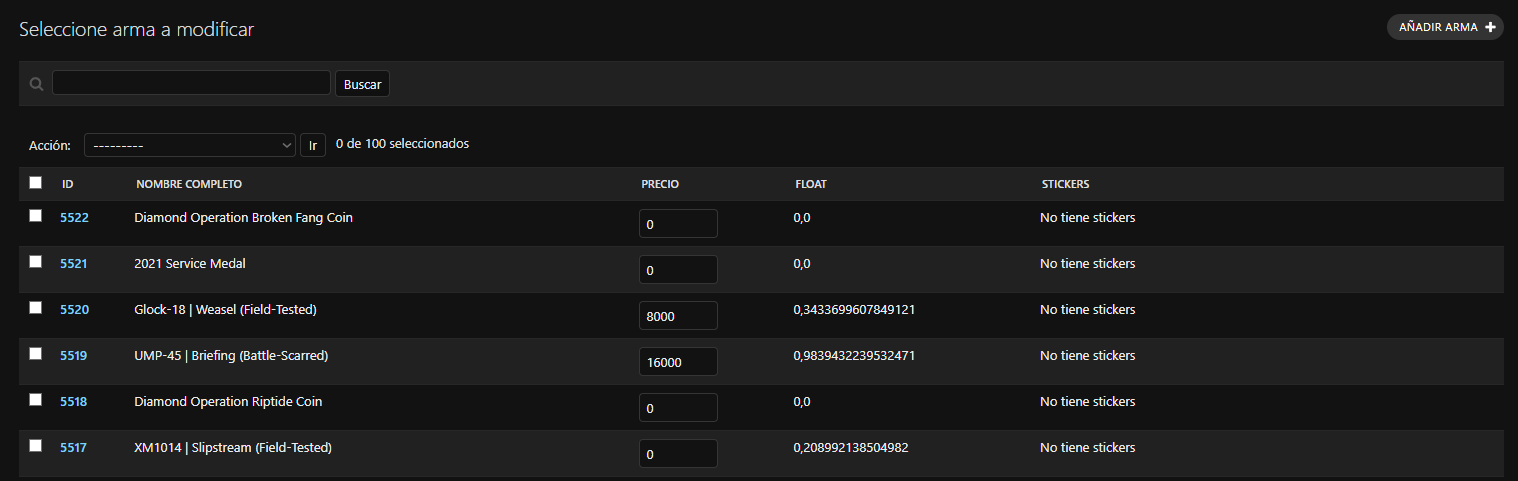 Seleccione arma a modificar
AÑADIR ARMA
Buscar
Acción: --------- Ir 0 de 100 seleccionados
ID NOMBRE COMPLETO PRECIO FLOAT STICKERS
5522 Diamond Operation Broken Fang Coin 0 0,0 No tiene stickers
5521 2021 Service Medal 0 0,0 No tiene stickers
5520 Glock-18 | Weasel (Field-Tested) 8000 0,3433699607849121 No tiene stickers
5519 UMP-45 | Briefing (Battle-Scarred) 16000 0,9839432239532471 No tiene stickers
5518 Diamond Operation Riptide Coin 0 0,0 No tiene stickers
5517 XM1014 | Slipstream (Field-Tested) 0 0,208992138504982 No tiene stickers